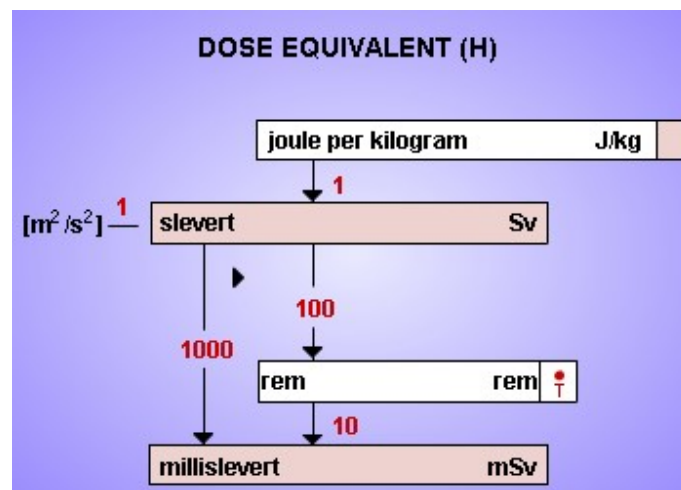 DOSE EQUIVALENT (H)
joule per kilogram J/kg
1
[m²/s²] 1
slevert Sv
100
1000
rem rem T
10
millislevert mSv